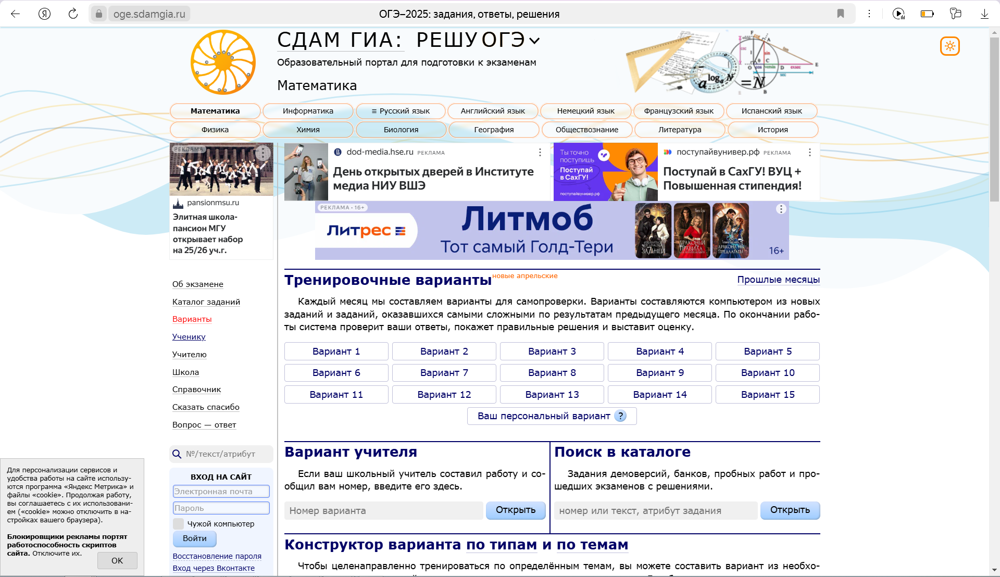 oge.sdamgia.ru
ОГЭ–2025: задания, ответы, решения
СДАМ ГИА: РЕШУ ОГЭ
Образовательный портал для подготовки к экзаменам
Математика
Математика
Информатика
≡ Русский язык
Английский язык
Немецкий язык
Французский язык
Испанский язык
Физика
Химия
Биология
География
Обществознание
Литература
История
РЕКЛАМА
pansionmsu.ru
Элитная школа-
пансион МГУ
открывает набор
на 25/26 уч.г.
dod-media.hse.ru РЕКЛАМА
День открытых дверей в Институте
медиа НИУ ВШЭ
Ты точно
поступишь
Поступай
в СахГУ!
поступайвунивер.рф
поступайвунивер.рф РЕКЛАМА
Поступай в СахГУ! ВУЦ +
Повышенная стипендия!
РЕКЛАМА • 16+
Литрес
Литмоб
Тот самый Голд-Тери
16+
Об экзамене
Каталог заданий
Варианты
Ученику
Учителю
Школа
Справочник
Сказать спасибо
Вопрос — ответ
№/текст/атрибут
ВХОД НА САЙТ
Электронная почта
Пароль
Чужой компьютер
Войти
Восстановление пароля
Вход через Вконтакте
Тренировочные варианты новые апрельские
Прошлые месяцы
Каждый месяц мы составляем варианты для самопроверки. Варианты составляются компьютером из новых
заданий и заданий, оказавшихся самыми сложными по результатам предыдущего месяца. По окончании рабо-
ты система проверит ваши ответы, покажет правильные решения и выставит оценку.
Вариант 1
Вариант 2
Вариант 3
Вариант 4
Вариант 5
Вариант 6
Вариант 7
Вариант 8
Вариант 9
Вариант 10
Вариант 11
Вариант 12
Вариант 13
Вариант 14
Вариант 15
Ваш персональный вариант ?
Вариант учителя
Если ваш школьный учитель составил работу и со-
общил вам номер, введите его здесь.
Номер варианта
Открыть
Поиск в каталоге
Задания демоверсий, банков, пробных работ и про-
шедших экзаменов с решениями.
номер или текст, атрибут задания
Открыть
Конструктор варианта по типам и по темам
Чтобы целенаправленно тренироваться по определённым темам, вы можете составить вариант из необхо-
Для персонализации сервисов и
удобства работы на сайте использу-
ются программа «Яндекс Метрика» и
файлы «cookie». Продолжая работу,
вы соглашаетесь с их использовани-
ем («cookie» можно отключить в на-
стройках вашего браузера).
Блокировщики рекламы портят
работоспособность скриптов
сайта. Отключите их.
OK